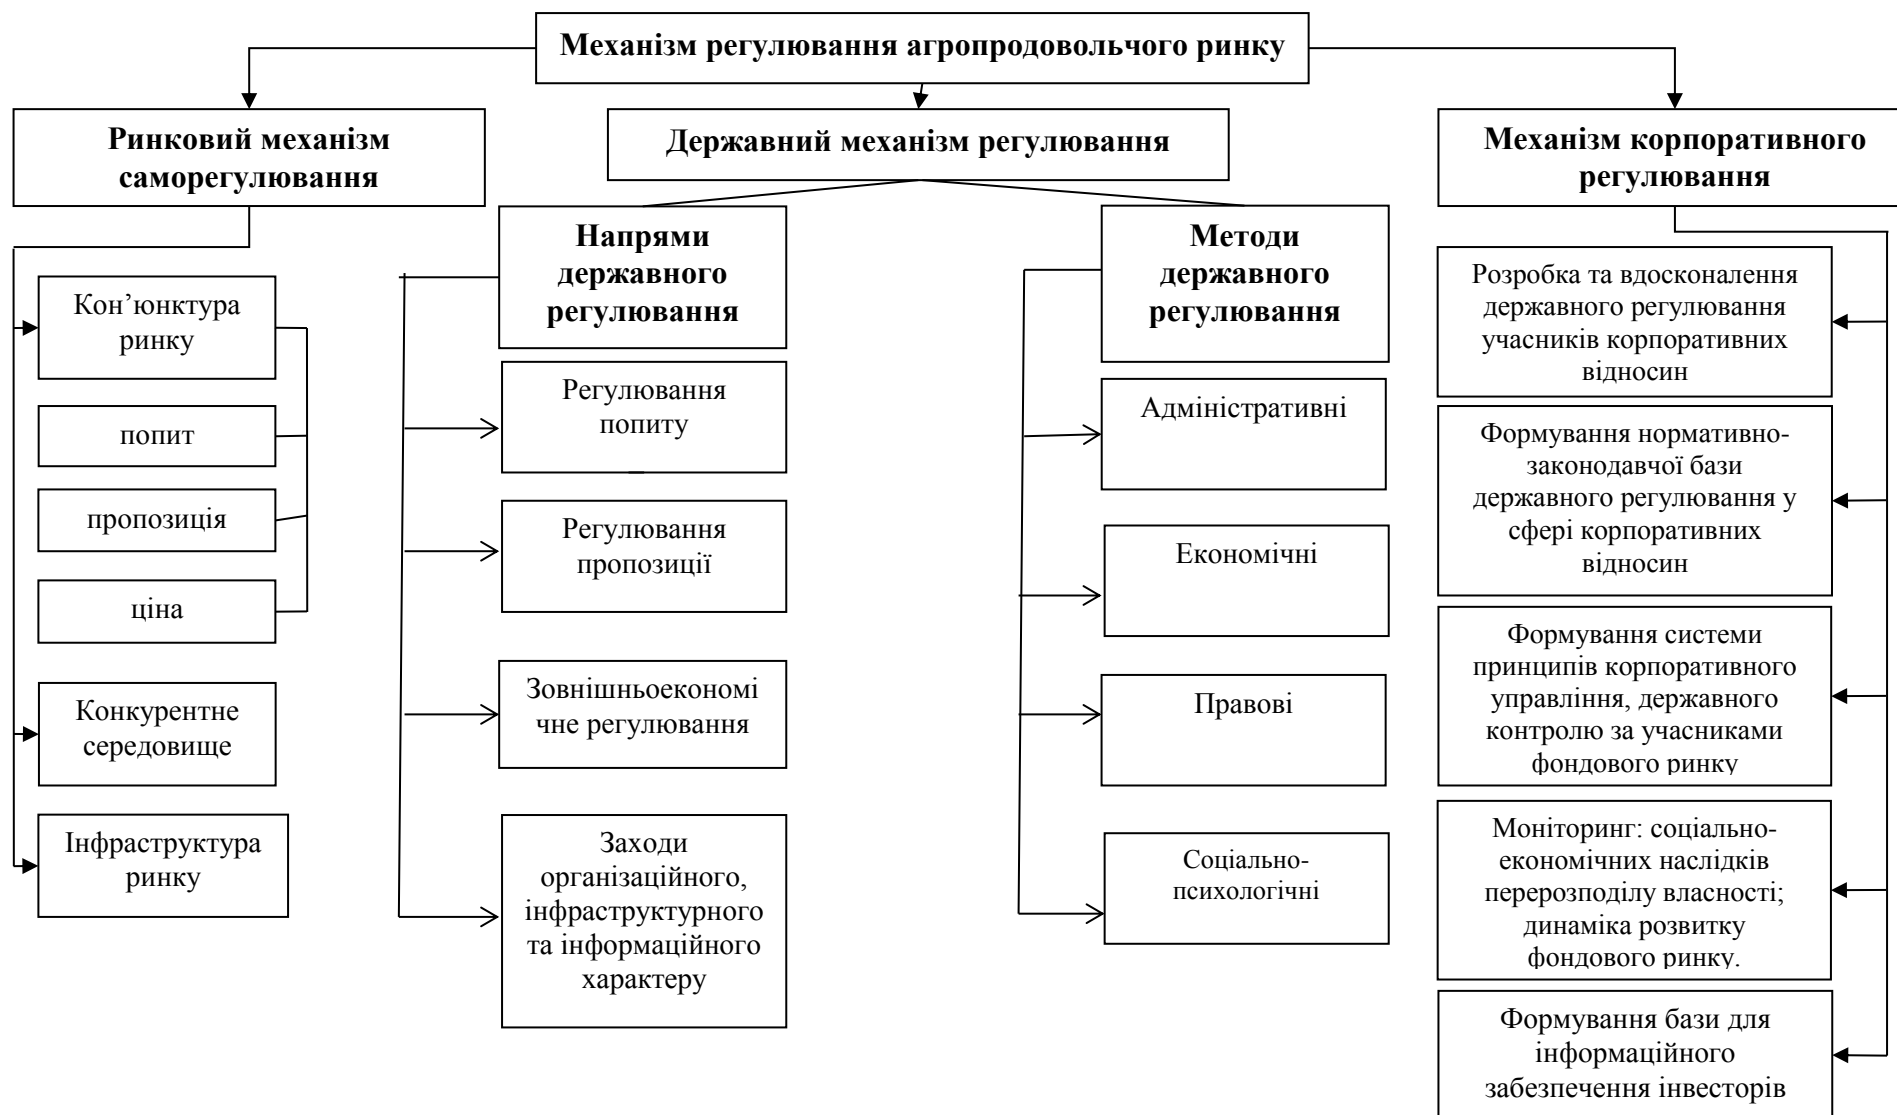 Механізм регулювання агропродовольчого ринку
Ринковий механізм
саморегулювання
Державний механізм регулювання
Механізм корпоративного
регулювання
Кон’юнктура
ринку
попит
пропозиція
ціна
Конкурентне
середовище
Інфраструктура
ринку
Напрями
державного
регулювання
Регулювання
попиту
Регулювання
пропозиції
Зовнішньоекономі
чне регулювання
Заходи
організаційного,
інфраструктурного
та інформаційного
характеру
Методи
державного
регулювання
Адміністративні
Економічні
Правові
Соціально-
психологічні
Розробка та вдосконалення
державного регулювання
учасників корпоративних
відносин
Формування нормативно-
законодавчої бази
державного регулювання у
сфері корпоративних
відносин
Формування системи
принципів корпоративного
управління, державного
контролю за учасниками
фондового ринку
Моніторинг: соціально-
економічних наслідків
перерозподілу власності;
динаміка розвитку
фондового ринку.
Формування бази для
інформаційного
забезпечення інвесторів